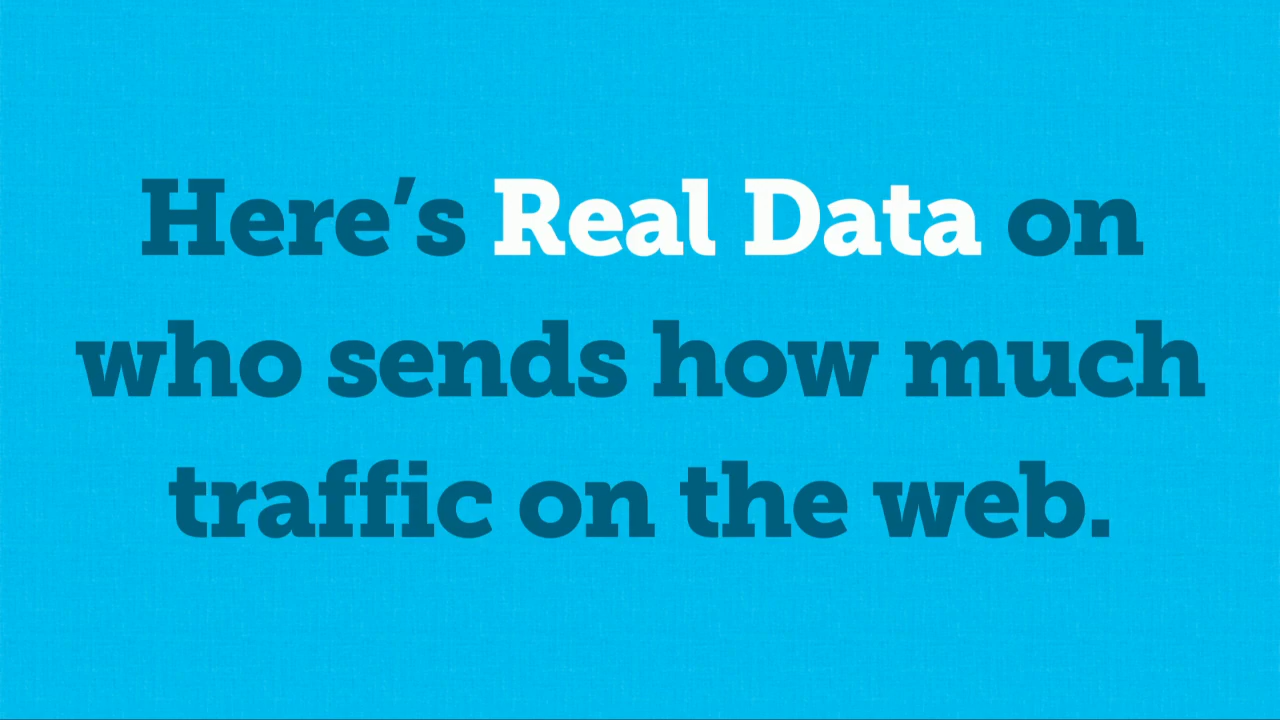 Here’s Real Data on
who sends how much
traffic on the web.